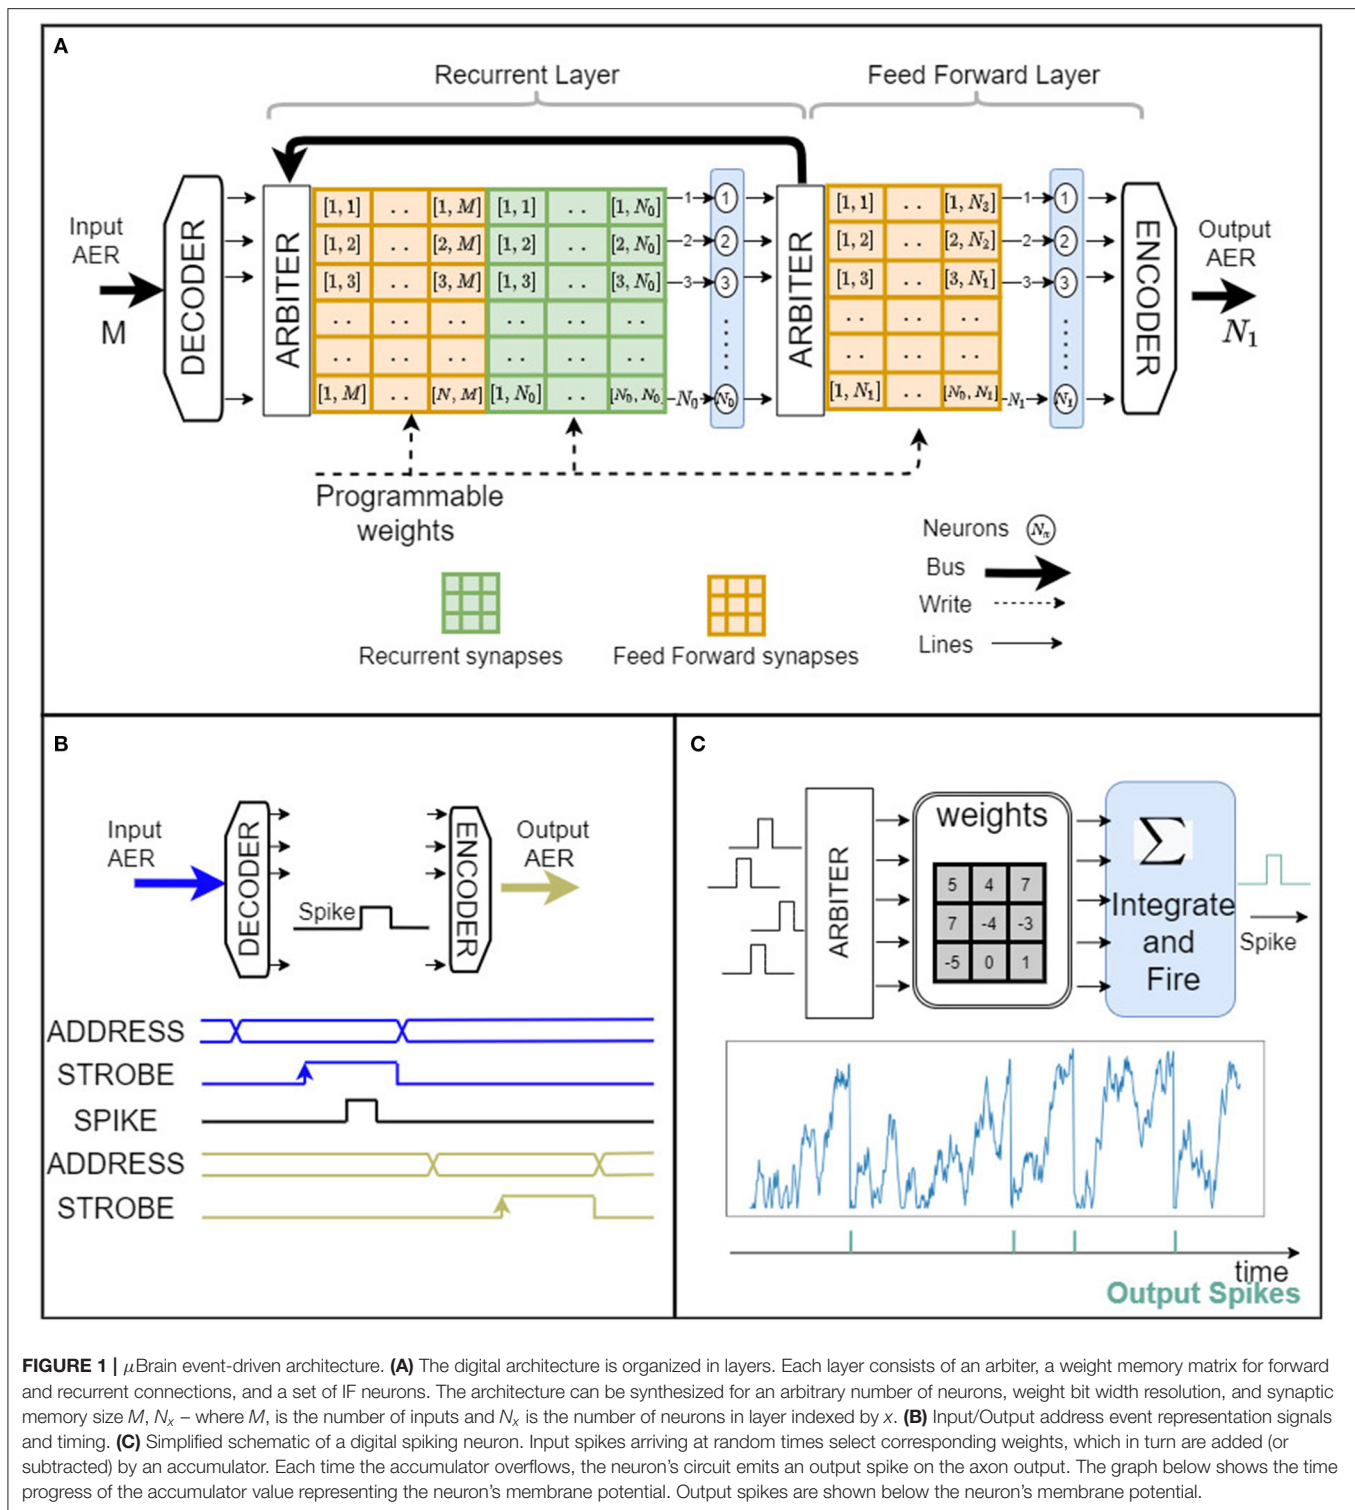 A
Recurrent Layer
Feed Forward Layer
Input
AER
M
DECODER
ARBITER
[1, 1] . . [1, M] [1, 1] . . [1, N₀]
[1, 2] . . [2, M] [1, 2] . . [2, N₀]
[1, 3] . . [3, M] [1, 3] . . [3, N₀]
. . . . . . . . . . . .
. . . . . . . . . . . .
[1, M] . . [N, M] [1, N₀] . . [N₀, N₀]
1 1
2 2
3 3
N₀ N₀
ARBITER
[1, 1] . . [1, N₂]
[1, 2] . . [2, N₂]
[1, 3] . . [3, N₁]
. . . . . .
. . . . . .
[1, N₁] . . [N₀, N₁]
1 1
2 2
3 3
N₁ N₁
ENCODER
Output
AER
N₁
Programmable
weights
Neurons
Bus
Write
Lines
Recurrent synapses
Feed Forward synapses
B
Input
AER
DECODER
Spike
ENCODER
Output
AER
ADDRESS
STROBE
SPIKE
ADDRESS
STROBE
C
ARBITER
weights
5 4 7
7 -4 -3
-5 0 1
Σ
Integrate
and
Fire
Spike
time
Output Spikes
FIGURE 1 | μBrain event-driven architecture. (A) The digital architecture is organized in layers. Each layer consists of an arbiter, a weight memory matrix for forward
and recurrent connections, and a set of IF neurons. The architecture can be synthesized for an arbitrary number of neurons, weight bit width resolution, and synaptic
memory size M, Nₓ – where M, is the number of inputs and Nₓ is the number of neurons in layer indexed by x. (B) Input/Output address event representation signals
and timing. (C) Simplified schematic of a digital spiking neuron. Input spikes arriving at random times select corresponding weights, which in turn are added (or
subtracted) by an accumulator. Each time the accumulator overflows, the neuron's circuit emits an output spike on the axon output. The graph below shows the time
progress of the accumulator value representing the neuron's membrane potential. Output spikes are shown below the neuron's membrane potential.